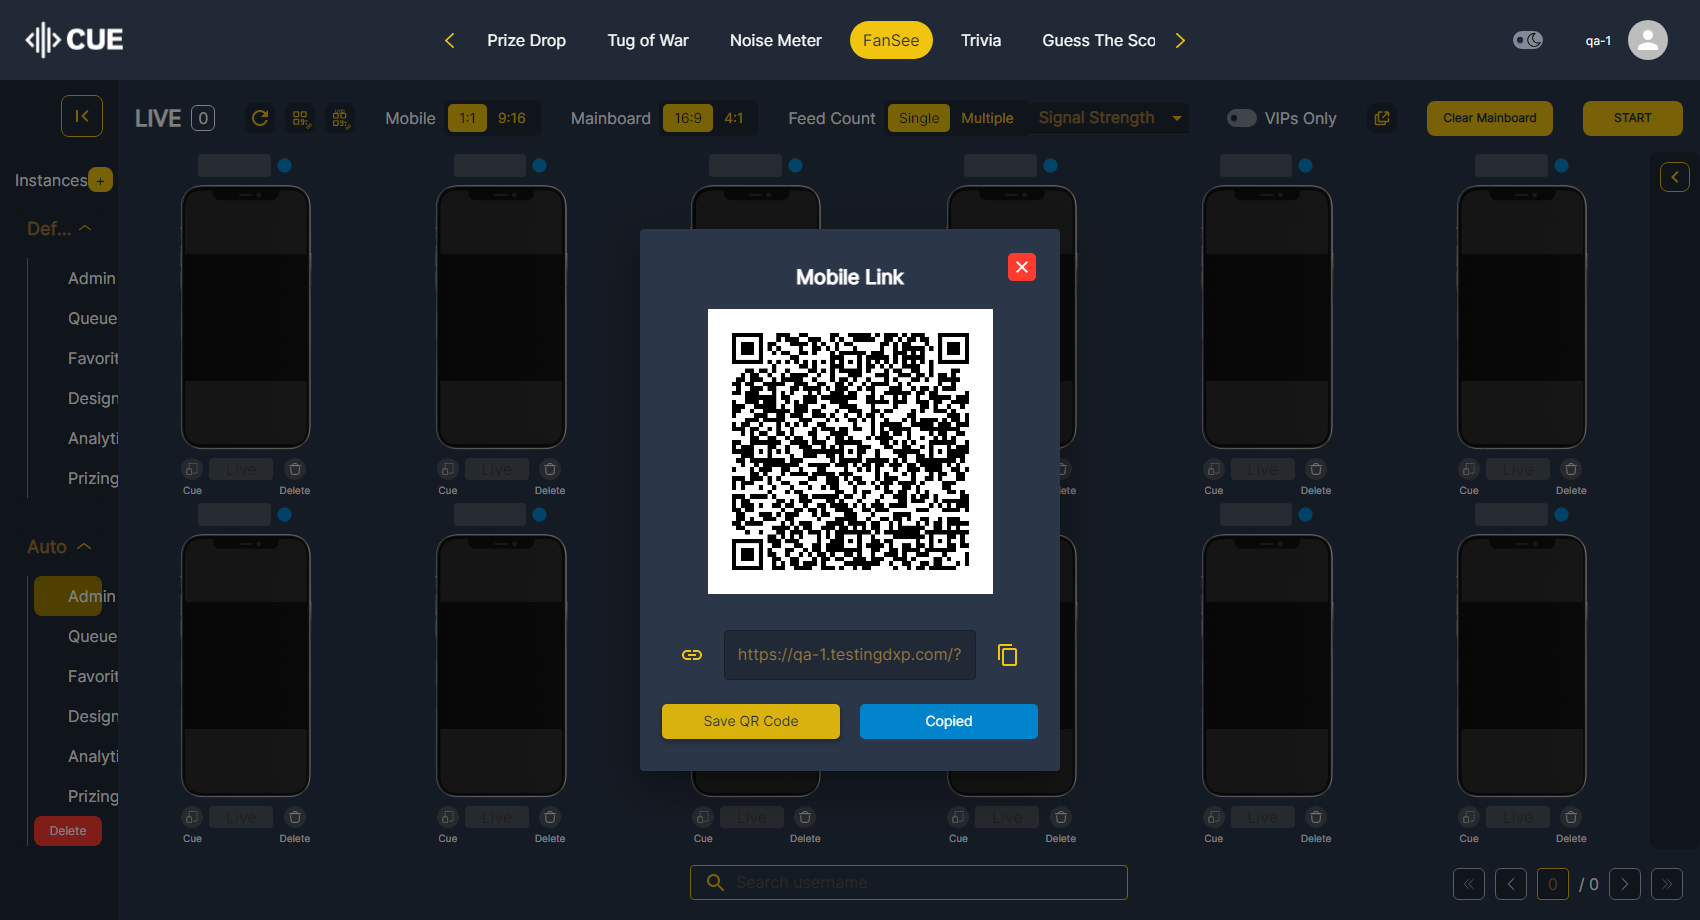 CUE
Prize Drop
Tug of War
Noise Meter
FanSee
Trivia
Guess The Sco
qa-1
LIVE 0
Mobile 1:1 9:16
Mainboard 16:9 4:1
Feed Count Single Multiple
Signal Strength
VIPs Only
Clear Mainboard
START
Instances +
Def...
Admin
Queue
Favorit
Design
Analyti
Prizing
Auto
Admin
Queue
Favorit
Design
Analyti
Prizing
Delete
Live
Live
Live
Live
Cue Delete
Cue Delete
lete
Cue Delete
Cue Delete
Mobile Link
https://qa-1.testingdxp.com/?
Save QR Code
Copied
Live
Live
Live
Live
Live
Live
Cue Delete
Cue Delete
Cue Delete
Cue Delete
Cue Delete
Cue Delete
Search username
0 / 0